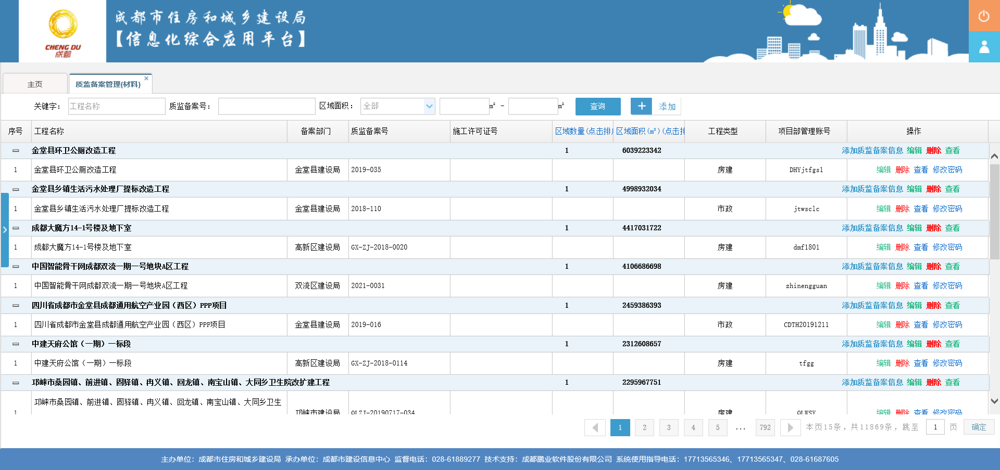 成都市住房和城乡建设局
【信息化综合应用平台】
CHENG DU
成都
主页 质监备案管理(材料) ×
关键字： 工程名称 质监备案号： 区域面积： 全部 m² - m² 查询 + 添加
序号 工程名称 备案部门 质监备案号 施工许可证号 区域数量(点击排 区域面积(m²)(点击排 工程类型 项目部管理账号 操作
金堂县环卫公厕改造工程 1 6039223342 添加质监备案信息 编辑 删除 查看
1 金堂县环卫公厕改造工程 金堂县建设局 2019-035 房建 DHYjtfgs1 编辑 删除 查看 修改密码
金堂县乡镇生活污水处理厂提标改造工程 1 4998932034 添加质监备案信息 编辑 删除 查看
1 金堂县乡镇生活污水处理厂提标改造工程 金堂县建设局 2018-110 市政 jtwsclc 编辑 删除 查看 修改密码
成都大魔方14-1号楼及地下室 1 4417031722 添加质监备案信息 编辑 删除 查看
1 成都大魔方14-1号楼及地下室 高新区建设局 GX-ZJ-2018-0020 房建 dmf1801 编辑 删除 查看 修改密码
中国智能骨干网成都双流一期一号地块A区工程 1 4106686698 添加质监备案信息 编辑 删除 查看
1 中国智能骨干网成都双流一期一号地块A区工程 双流区建设局 2021-0031 房建 zhinengguan 编辑 删除 查看 修改密码
四川省成都市金堂县成都通用航空产业园（西区）PPP项目 1 2459386393 添加质监备案信息 编辑 删除 查看
1 四川省成都市金堂县成都通用航空产业园（西区）PPP项目 金堂县建设局 2019-016 市政 CDTH20191211 编辑 删除 查看 修改密码
中建天府公馆（一期）一标段 1 2312608657 添加质监备案信息 编辑 删除 查看
1 中建天府公馆（一期）一标段 高新区建设局 GX-ZJ-2018-0114 房建 tfgg 编辑 删除 查看 修改密码
邛崃市桑园镇、前进镇、固驿镇、冉义镇、回龙镇、南宝山镇、大同乡卫生院改扩建工程 1 2295967751 添加质监备案信息 编辑 删除 查看
邛崃市桑园镇、前进镇、固驿镇、冉义镇、回龙镇、南宝山镇、大同乡卫生
1 邛崃市建设局 QLZJ-20190717-034 房建 QLWSY 编辑 删除 查看 修改密码
1 2 3 4 5 ... 792 本页15条，共11869条，跳至 1 页 确定
主办单位：成都市住房和城乡建设局 承办单位：成都市建设信息中心 监督电话：028-61889277 技术支持：成都鹏业软件股份有限公司 系统使用指导电话：17713565346、17713565347、028-61687605